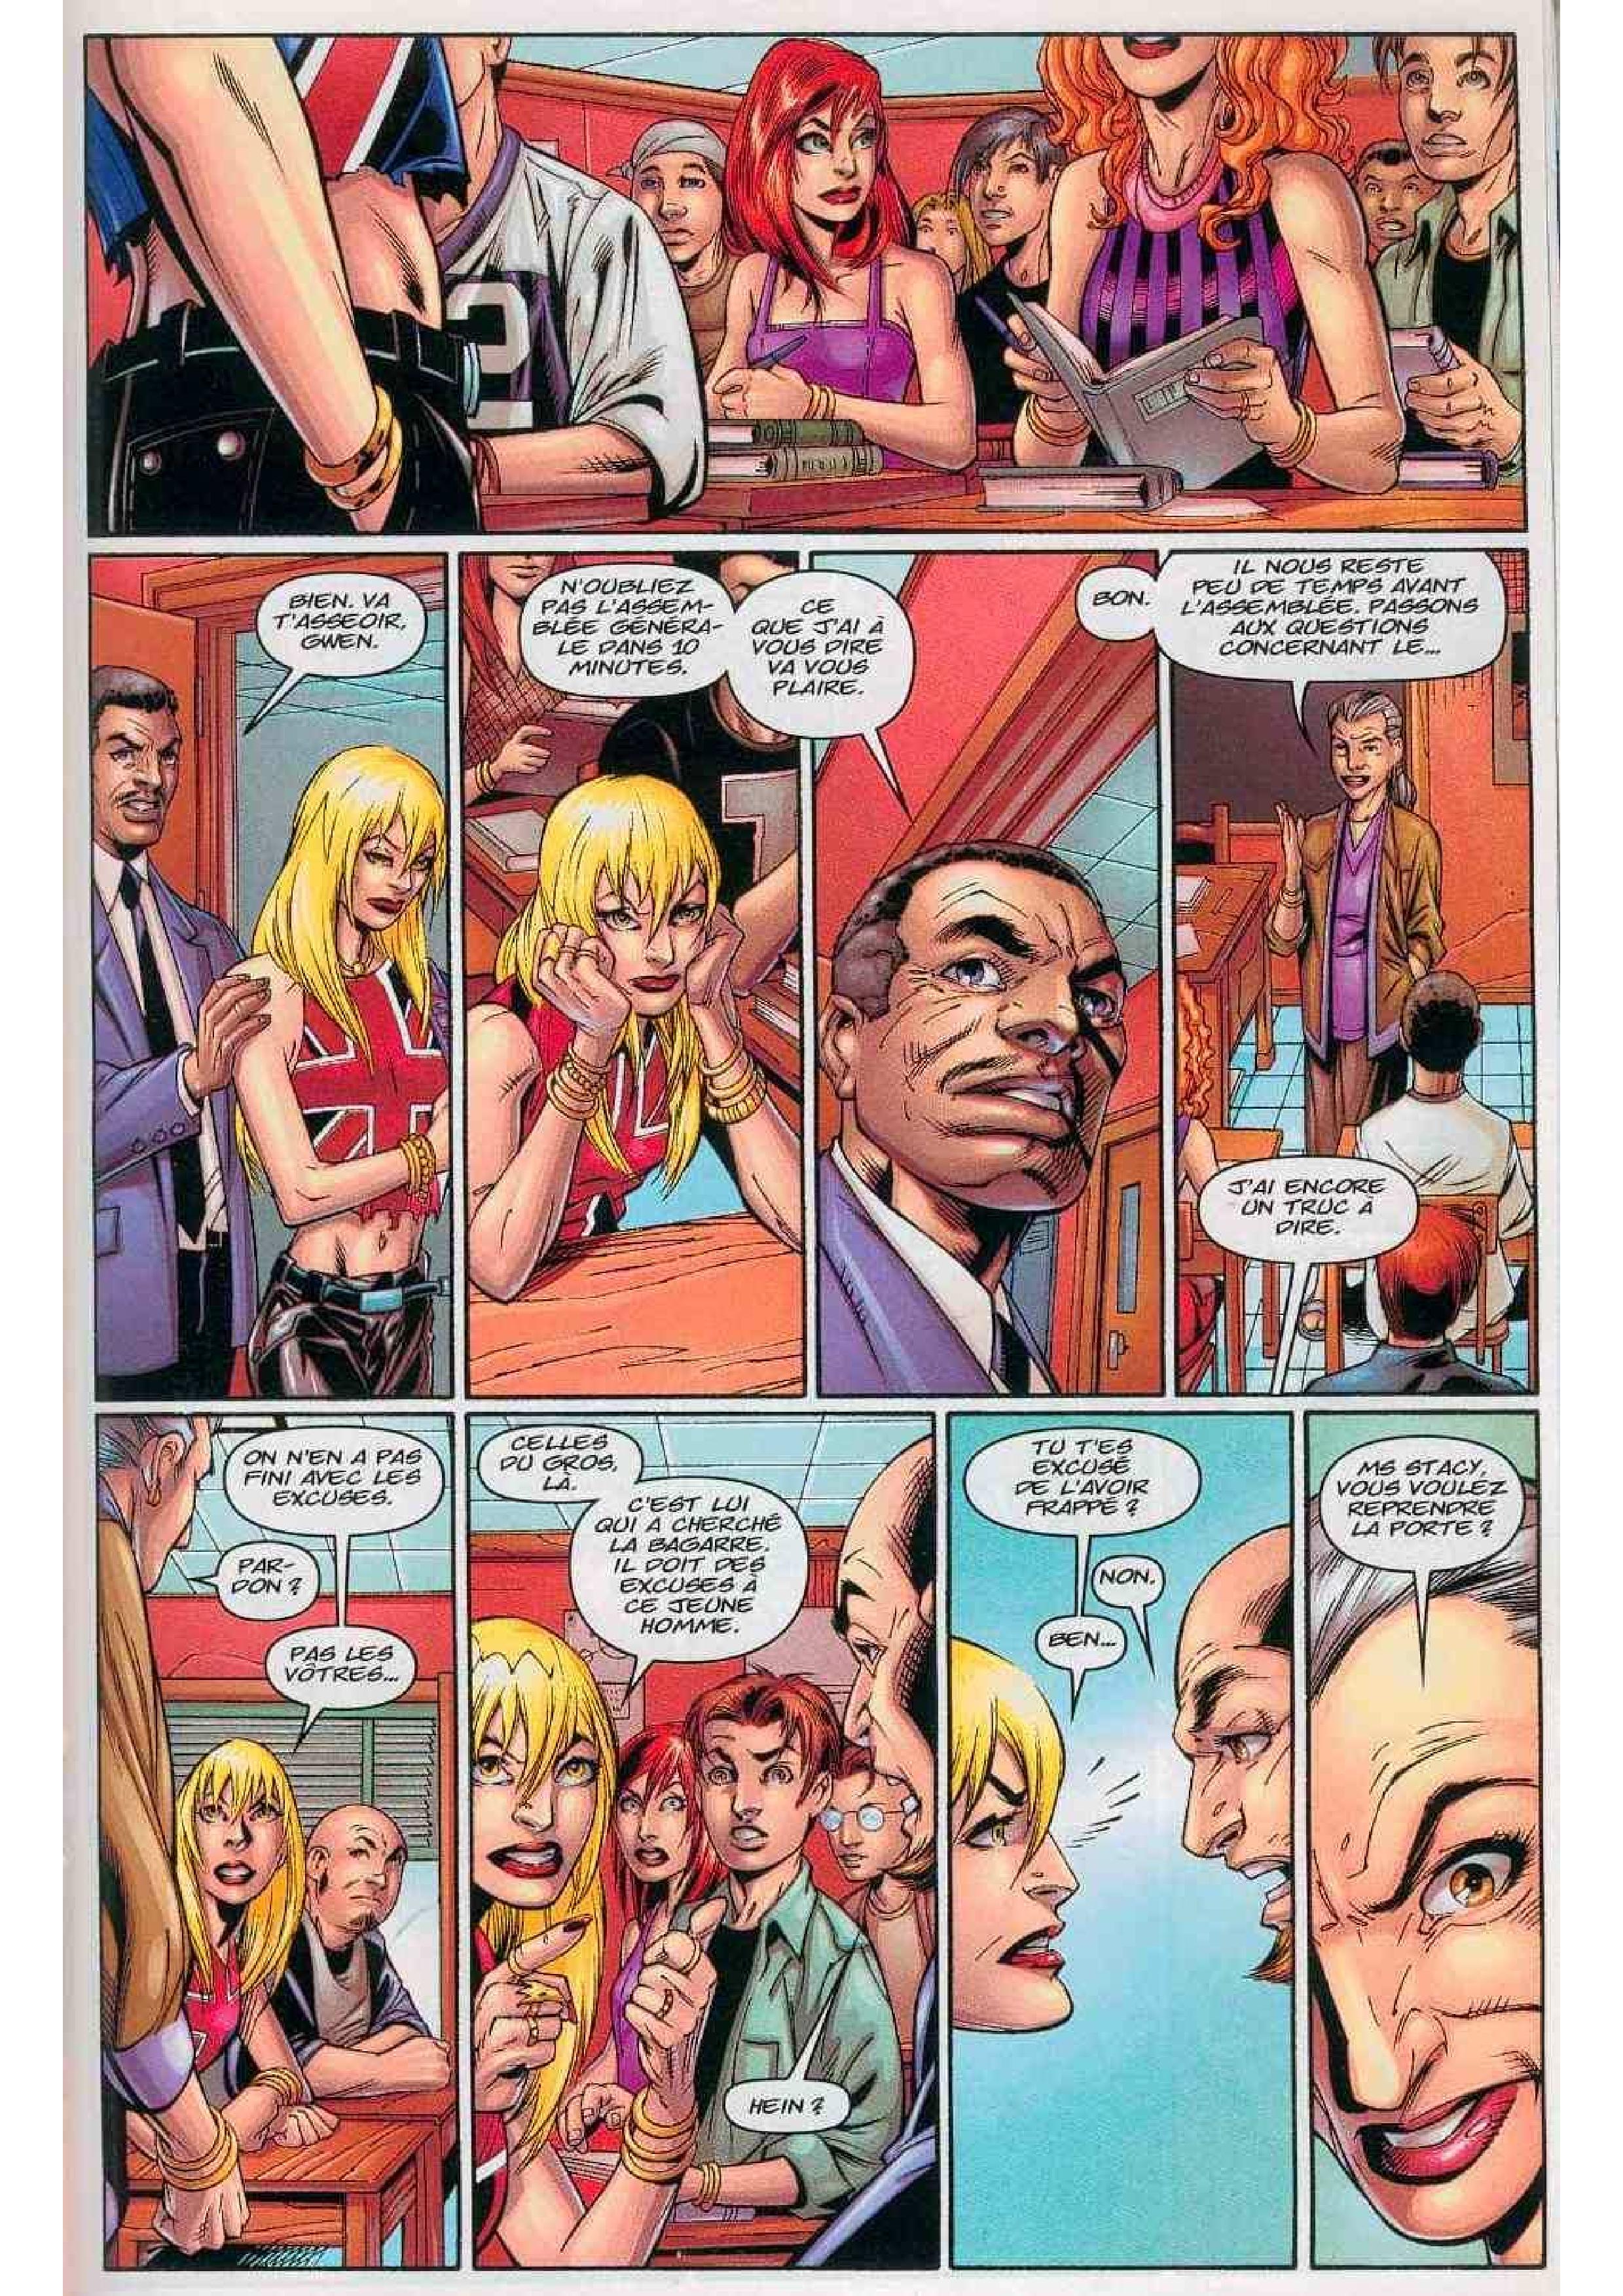 BIEN. VA
T'ASSEOIR,
GWEN.
N'OUBLIEZ
PAS L'ASSEM-
BLÉE GÉNÉRA-
LE DANS 10
MINUTES.
CE
QUE J'AI À
VOUS DIRE
VA VOUS
PLAIRE.
BON.
IL NOUS RESTE
PEU DE TEMPS AVANT
L'ASSEMBLÉE. PASSONS
AUX QUESTIONS
CONCERNANT LE...
J'AI ENCORE
UN TRUC À
DIRE.
ON N'EN A PAS
FINI AVEC LES
EXCUSES.
PAR-
DON ?
PAS LES
VÔTRES...
CELLES
DU GROS,
LÀ.
C'EST LUI
QUI A CHERCHÉ
LA BAGARRE.
IL DOIT DES
EXCUSES À
CE JEUNE
HOMME.
HEIN ?
TU T'ES
EXCUSÉ
DE L'AVOIR
FRAPPÉ ?
NON.
BEN...
MS STACY,
VOUS VOULEZ
REPRENDRE
LA PORTE ?
2